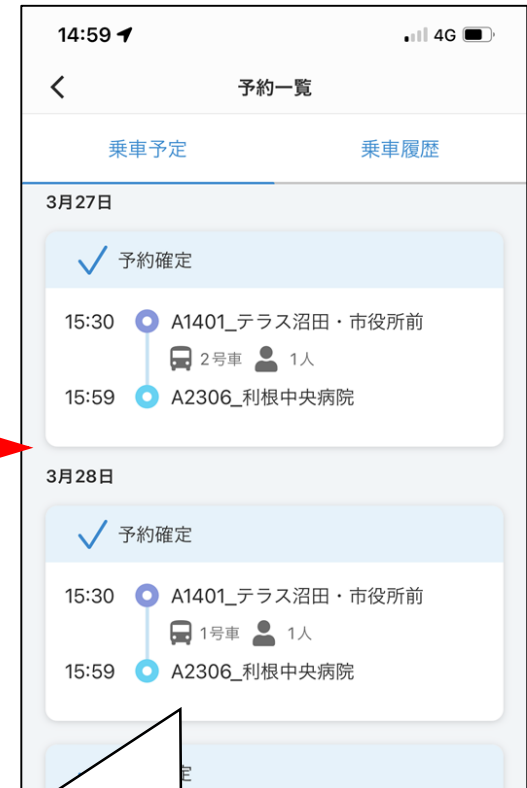 14:59 4G
予約一覧
乗車予定 乗車履歴
3月27日
予約確定
15:30 A1401_テラス沼田・市役所前
2号車 1人
15:59 A2306_利根中央病院
3月28日
予約確定
15:30 A1401_テラス沼田・市役所前
1号車 1人
15:59 A2306_利根中央病院
定